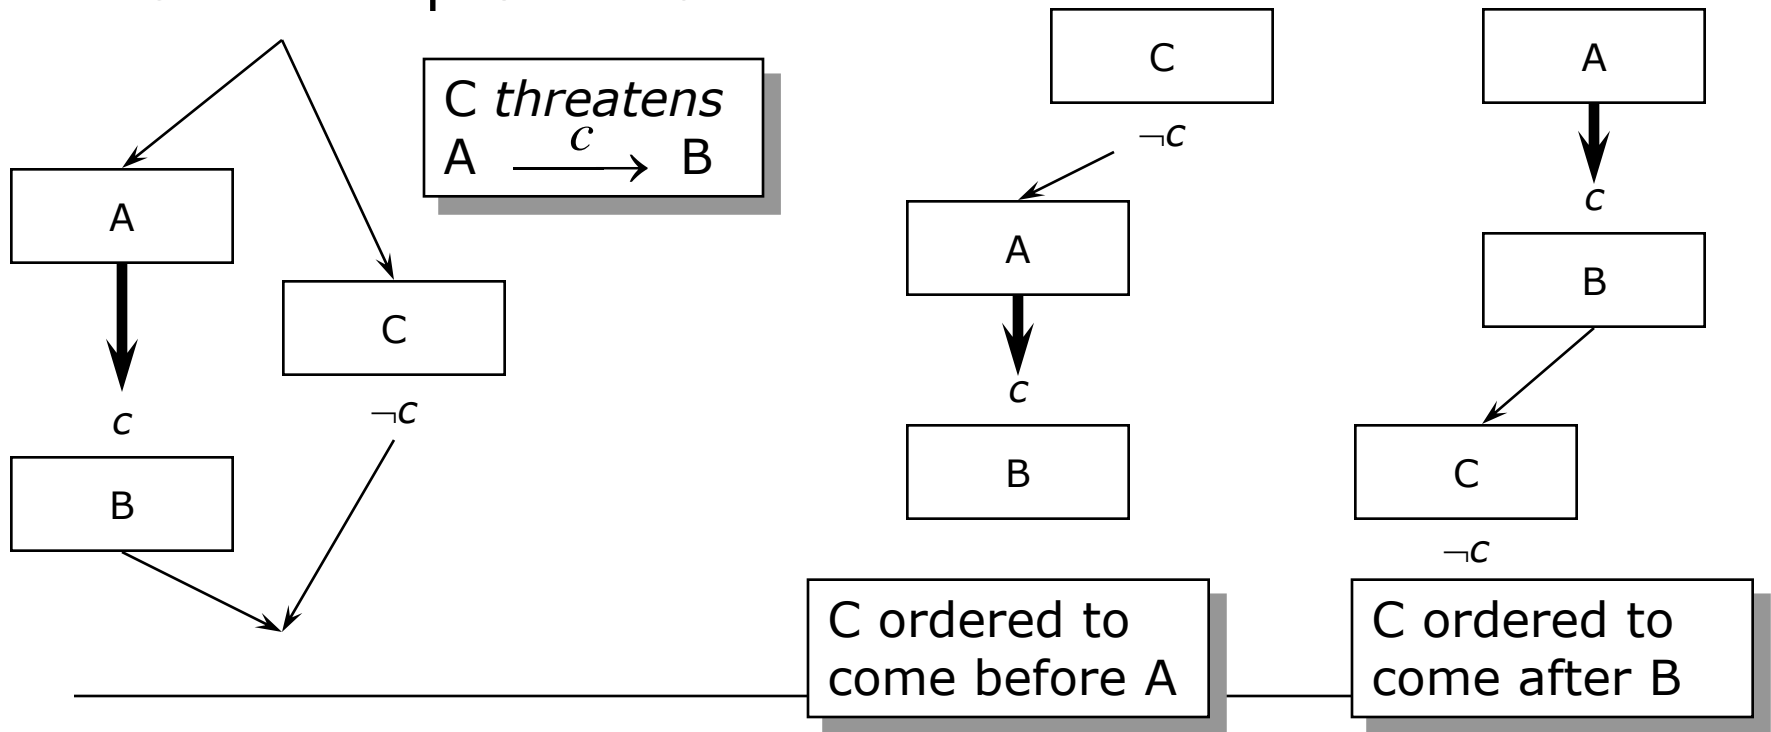 A
c
B
C
¬c
C threatens
c
A ⟶ B
C
¬c
A
c
B
C ordered to
come before A
A
c
B
C
¬c
C ordered to
come after B